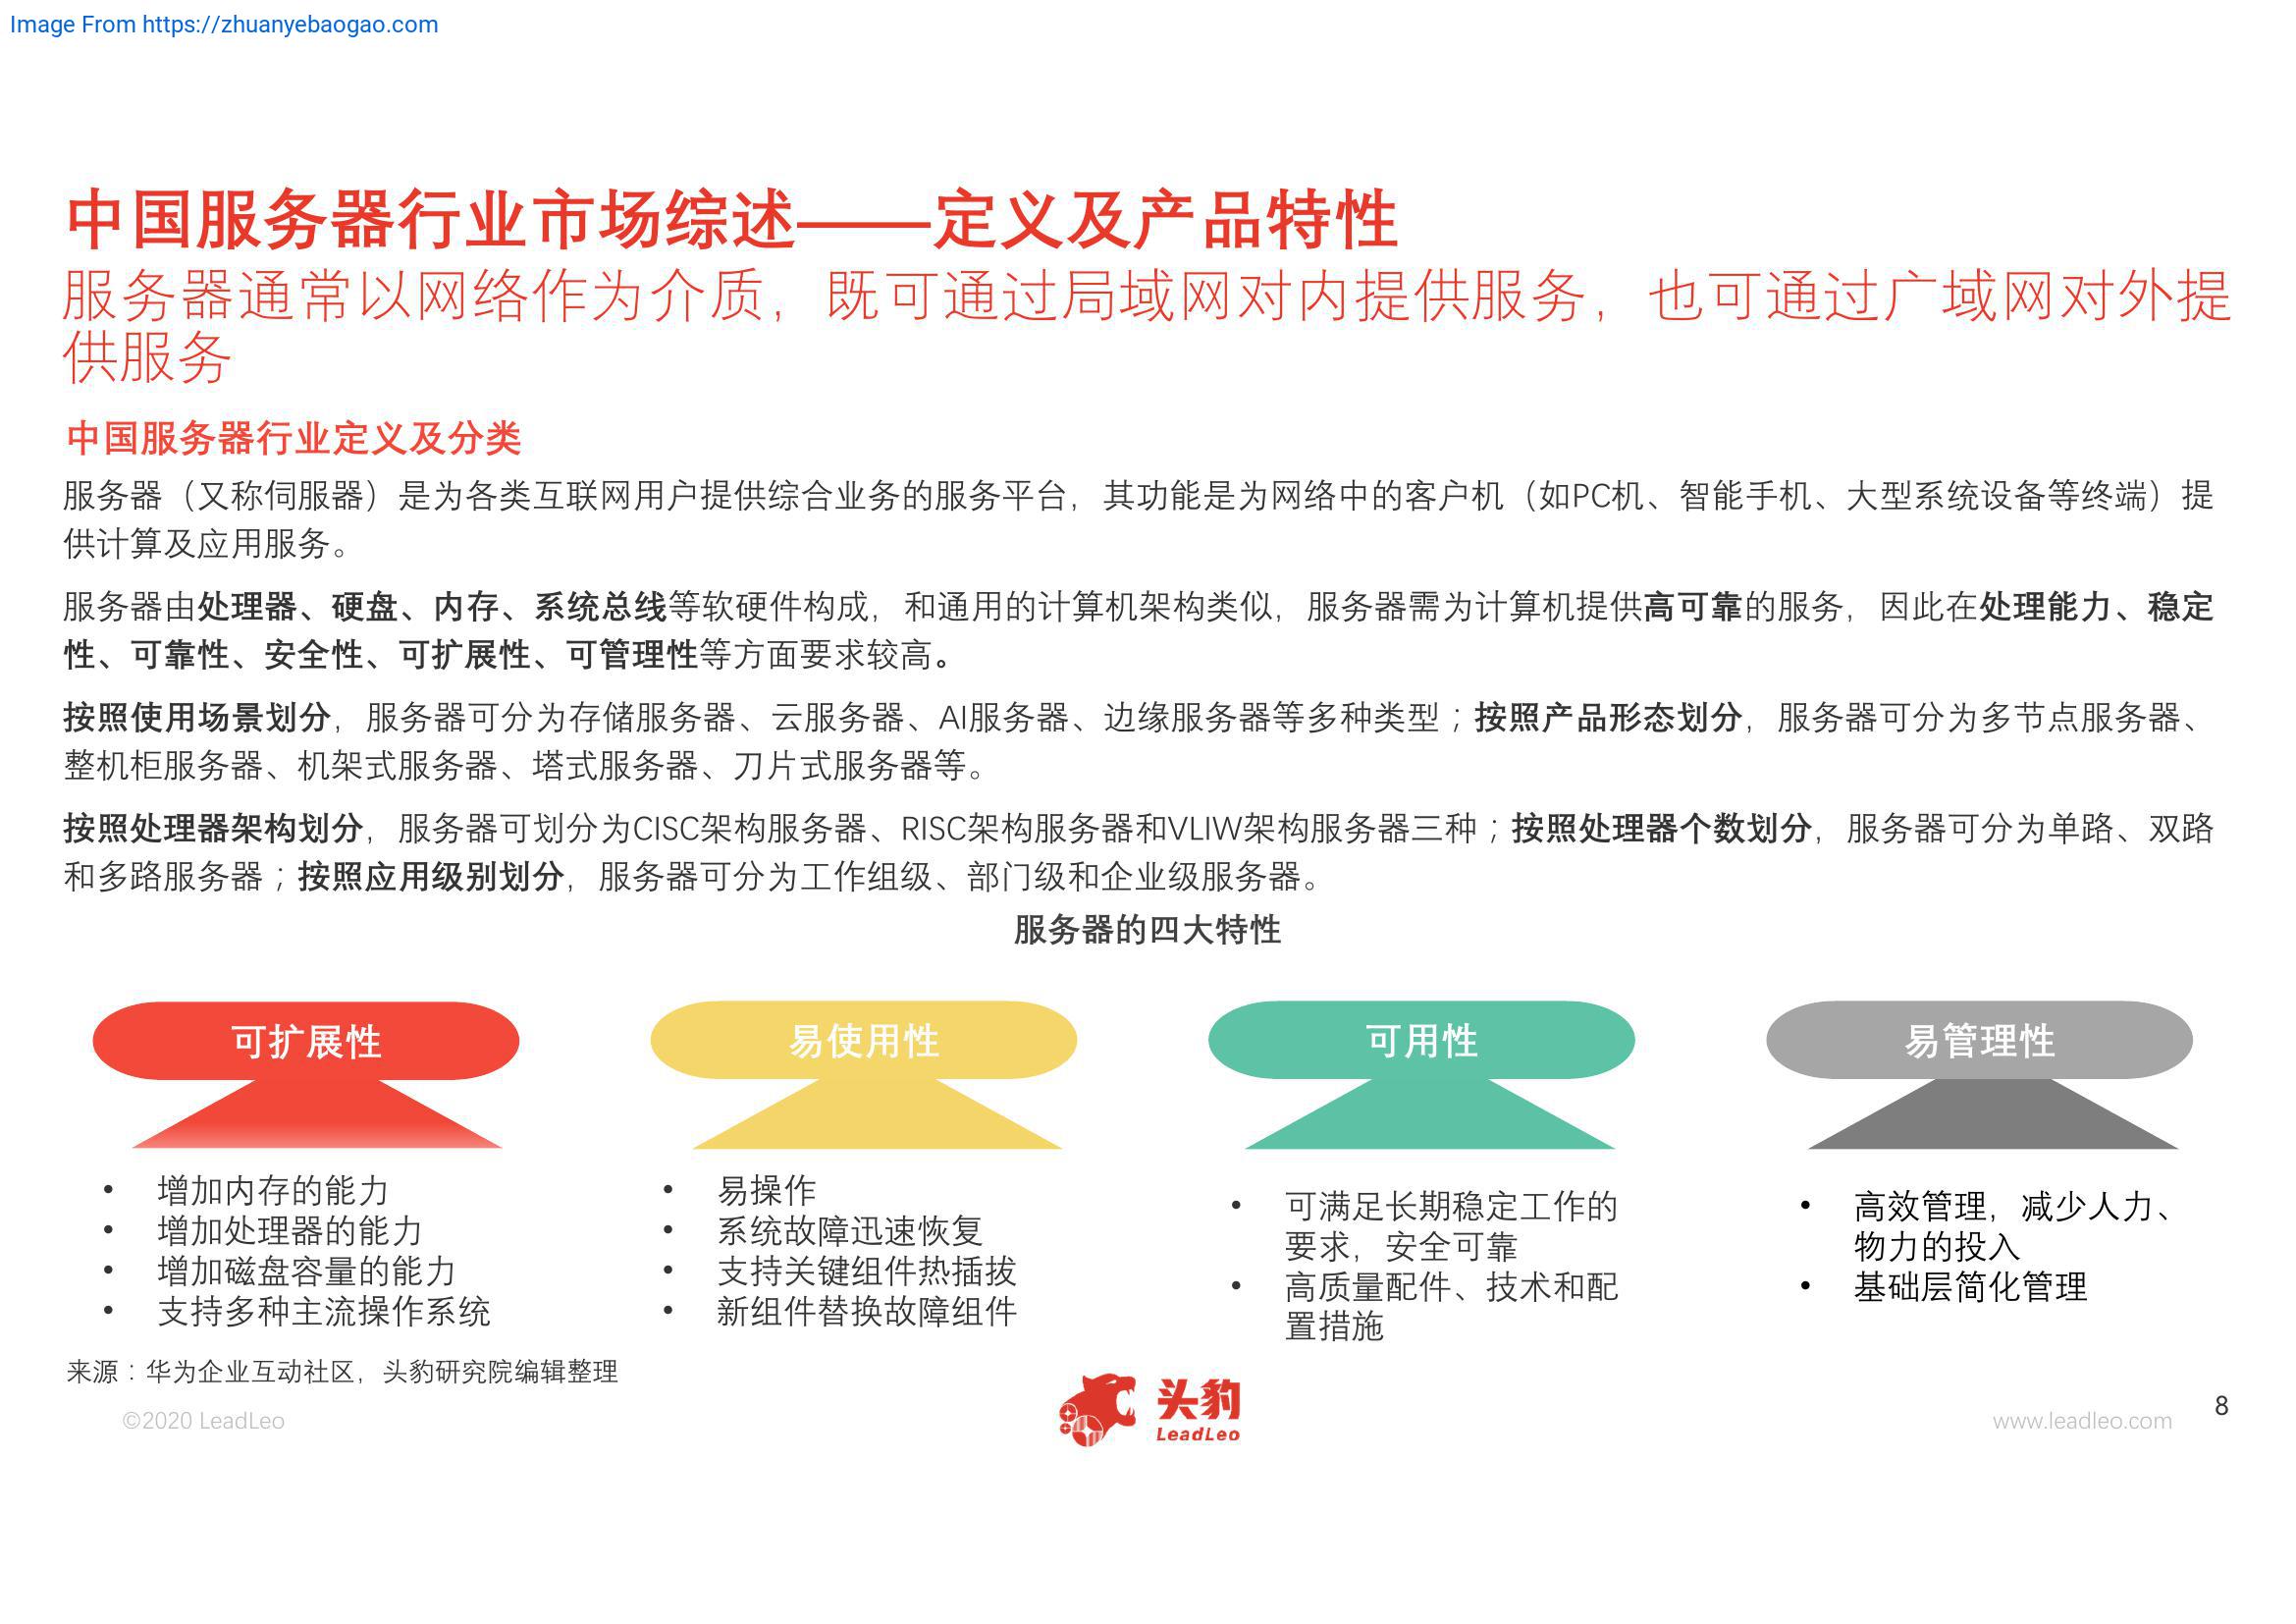 Image From https://zhuanyebaogao.com
中国服务器行业市场综述——定义及产品特性
服务器通常以网络作为介质，既可通过局域网对内提供服务，也可通过广域网对外提
供服务
中国服务器行业定义及分类
服务器（又称伺服器）是为各类互联网用户提供综合业务的服务平台，其功能是为网络中的客户机（如PC机、智能手机、大型系统设备等终端）提
供计算及应用服务。
服务器由处理器、硬盘、内存、系统总线等软硬件构成，和通用的计算机架构类似，服务器需为计算机提供高可靠的服务，因此在处理能力、稳定
性、可靠性、安全性、可扩展性、可管理性等方面要求较高。
按照使用场景划分，服务器可分为存储服务器、云服务器、AI服务器、边缘服务器等多种类型；按照产品形态划分，服务器可分为多节点服务器、
整机柜服务器、机架式服务器、塔式服务器、刀片式服务器等。
按照处理器架构划分，服务器可划分为CISC架构服务器、RISC架构服务器和VLIW架构服务器三种；按照处理器个数划分，服务器可分为单路、双路
和多路服务器；按照应用级别划分，服务器可分为工作组级、部门级和企业级服务器。
服务器的四大特性
可扩展性
• 增加内存的能力
• 增加处理器的能力
• 增加磁盘容量的能力
• 支持多种主流操作系统
易使用性
• 易操作
• 系统故障迅速恢复
• 支持关键组件热插拔
• 新组件替换故障组件
可用性
• 可满足长期稳定工作的
要求，安全可靠
• 高质量配件、技术和配
置措施
易管理性
• 高效管理，减少人力、
物力的投入
• 基础层简化管理
来源：华为企业互动社区，头豹研究院编辑整理
©2020 LeadLeo
头豹
LeadLeo
www.leadleo.com
8